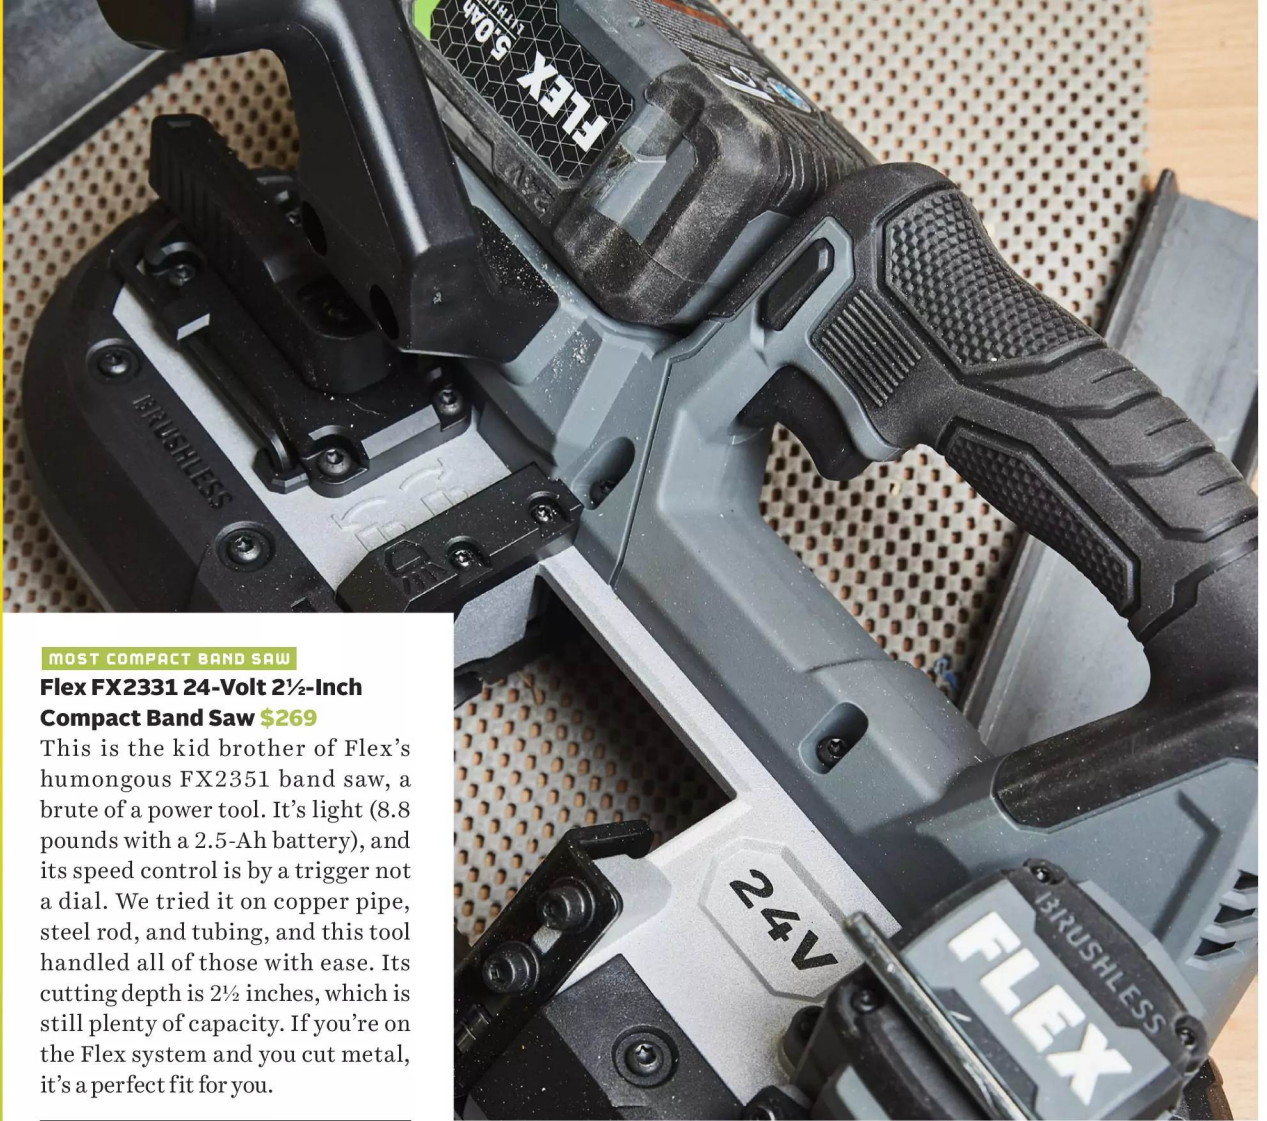 FLEX
5.0Ah
24V
BRUSHLESS
24V
BRUSHLESS
FLEX
MOST COMPACT BAND SAW
Flex FX2331 24-Volt 2½-Inch
Compact Band Saw $269
This is the kid brother of Flex's
humongous FX2351 band saw, a
brute of a power tool. It's light (8.8
pounds with a 2.5-Ah battery), and
its speed control is by a trigger not
a dial. We tried it on copper pipe,
steel rod, and tubing, and this tool
handled all of those with ease. Its
cutting depth is 2½ inches, which is
still plenty of capacity. If you're on
the Flex system and you cut metal,
it's a perfect fit for you.